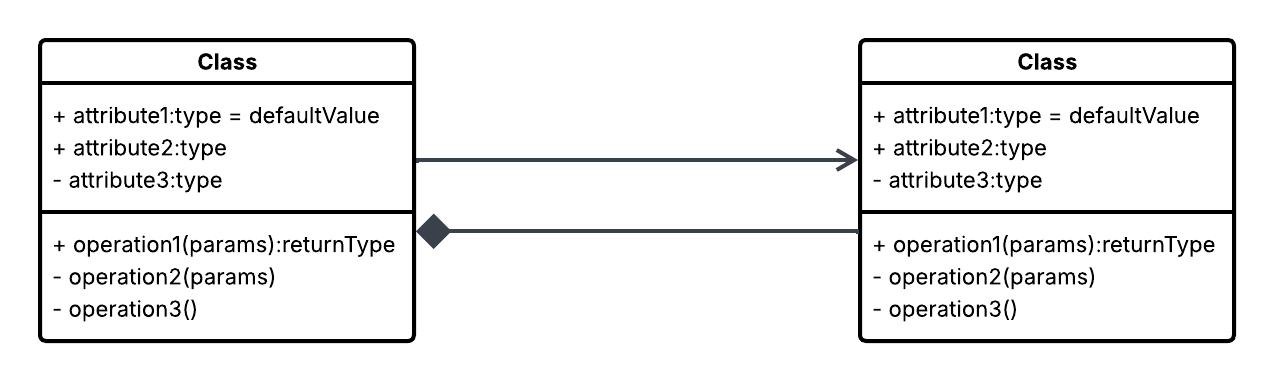 Class
+ attribute1:type = defaultValue
+ attribute2:type
- attribute3:type
+ operation1(params):returnType
- operation2(params)
- operation3()
Class
+ attribute1:type = defaultValue
+ attribute2:type
- attribute3:type
+ operation1(params):returnType
- operation2(params)
- operation3()